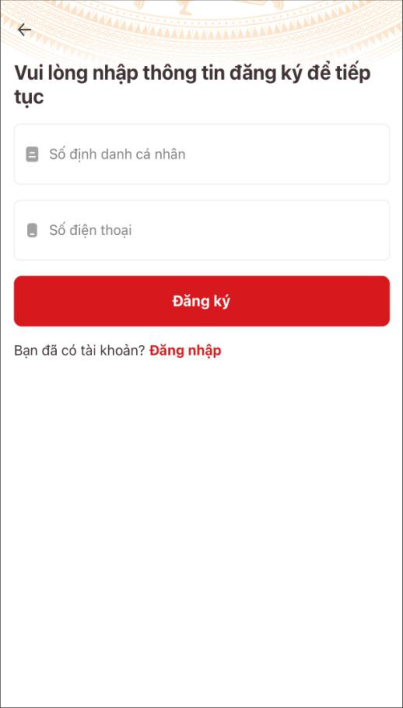 Vui lòng nhập thông tin đăng ký để tiếp
tục
Số định danh cá nhân
Số điện thoại
Đăng ký
Bạn đã có tài khoản? Đăng nhập